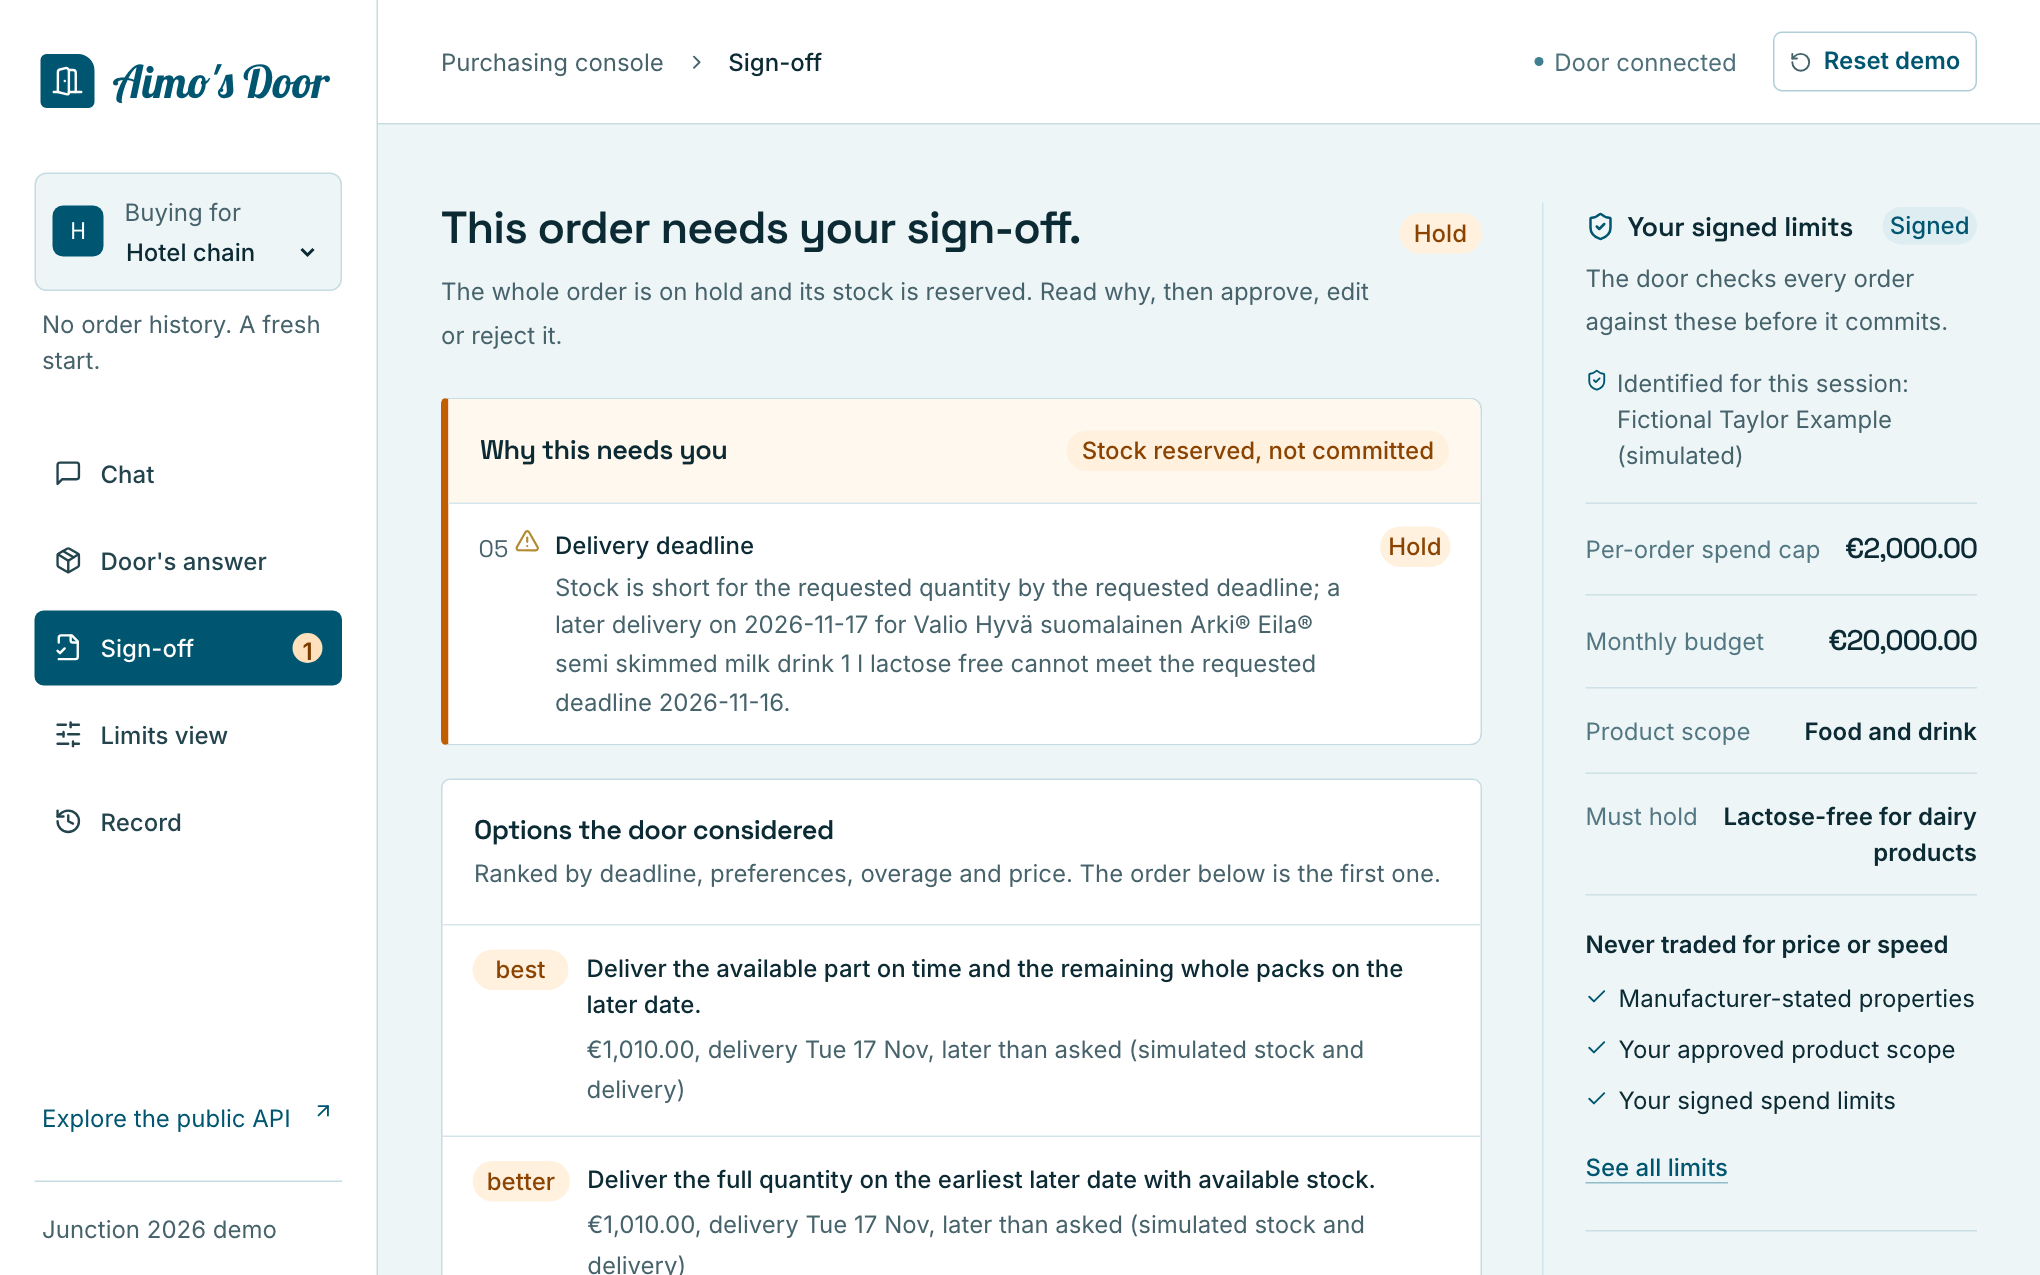 Aimo's Door
H
Buying for
Hotel chain
No order history. A fresh
start.
Chat
Door's answer
Sign-off
1
Limits view
Record
Explore the public API
Junction 2026 demo
Purchasing console
Sign-off
Door connected
Reset demo
This order needs your sign-off.
Hold
The whole order is on hold and its stock is reserved. Read why, then approve, edit
or reject it.
Why this needs you
Stock reserved, not committed
05
Delivery deadline
Hold
Stock is short for the requested quantity by the requested deadline; a
later delivery on 2026-11-17 for Valio Hyvä suomalainen Arki® Eila®
semi skimmed milk drink 1 l lactose free cannot meet the requested
deadline 2026-11-16.
Options the door considered
Ranked by deadline, preferences, overage and price. The order below is the first one.
best
Deliver the available part on time and the remaining whole packs on the
later date.
€1,010.00, delivery Tue 17 Nov, later than asked (simulated stock and
delivery)
better
Deliver the full quantity on the earliest later date with available stock.
€1,010.00, delivery Tue 17 Nov, later than asked (simulated stock and
delivery)
Your signed limits
Signed
The door checks every order
against these before it commits.
Identified for this session:
Fictional Taylor Example
(simulated)
Per-order spend cap €2,000.00
Monthly budget €20,000.00
Product scope Food and drink
Must hold Lactose-free for dairy
products
Never traded for price or speed
Manufacturer-stated properties
Your approved product scope
Your signed spend limits
See all limits